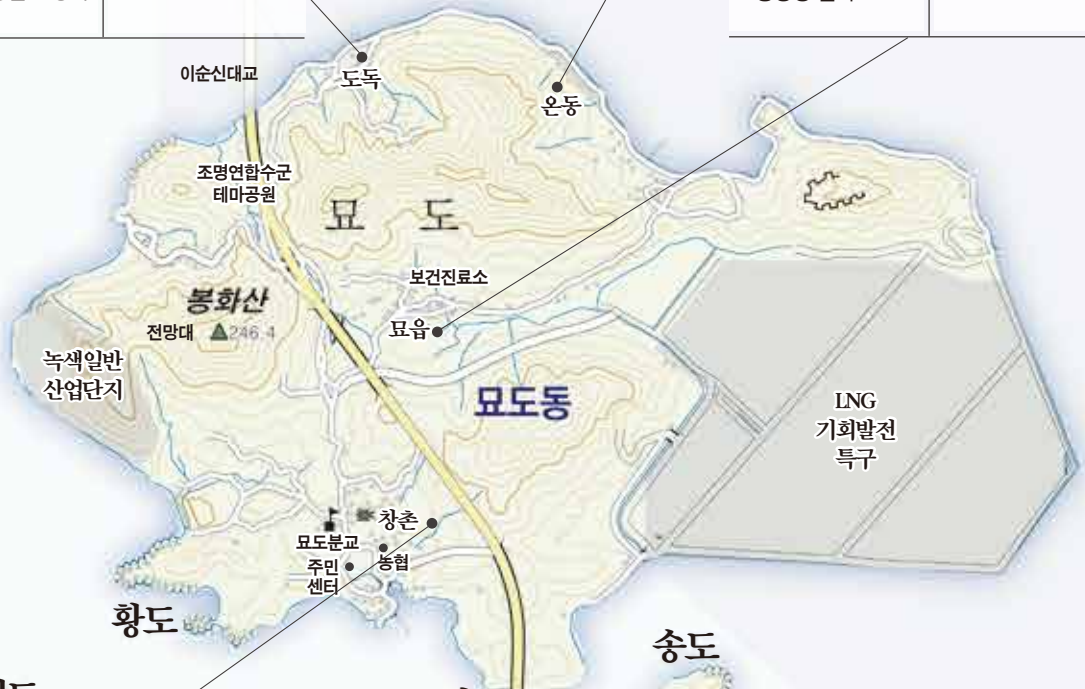 이순신대교
도독
온동
조명연합수군
테마공원
묘 도
보건진료소
봉화산
전망대 246.4
묘읍
녹색일반
산업단지
묘도동
LNG
기회발전
특구
창촌
묘도분교
농협
주민
센터
황도
송도